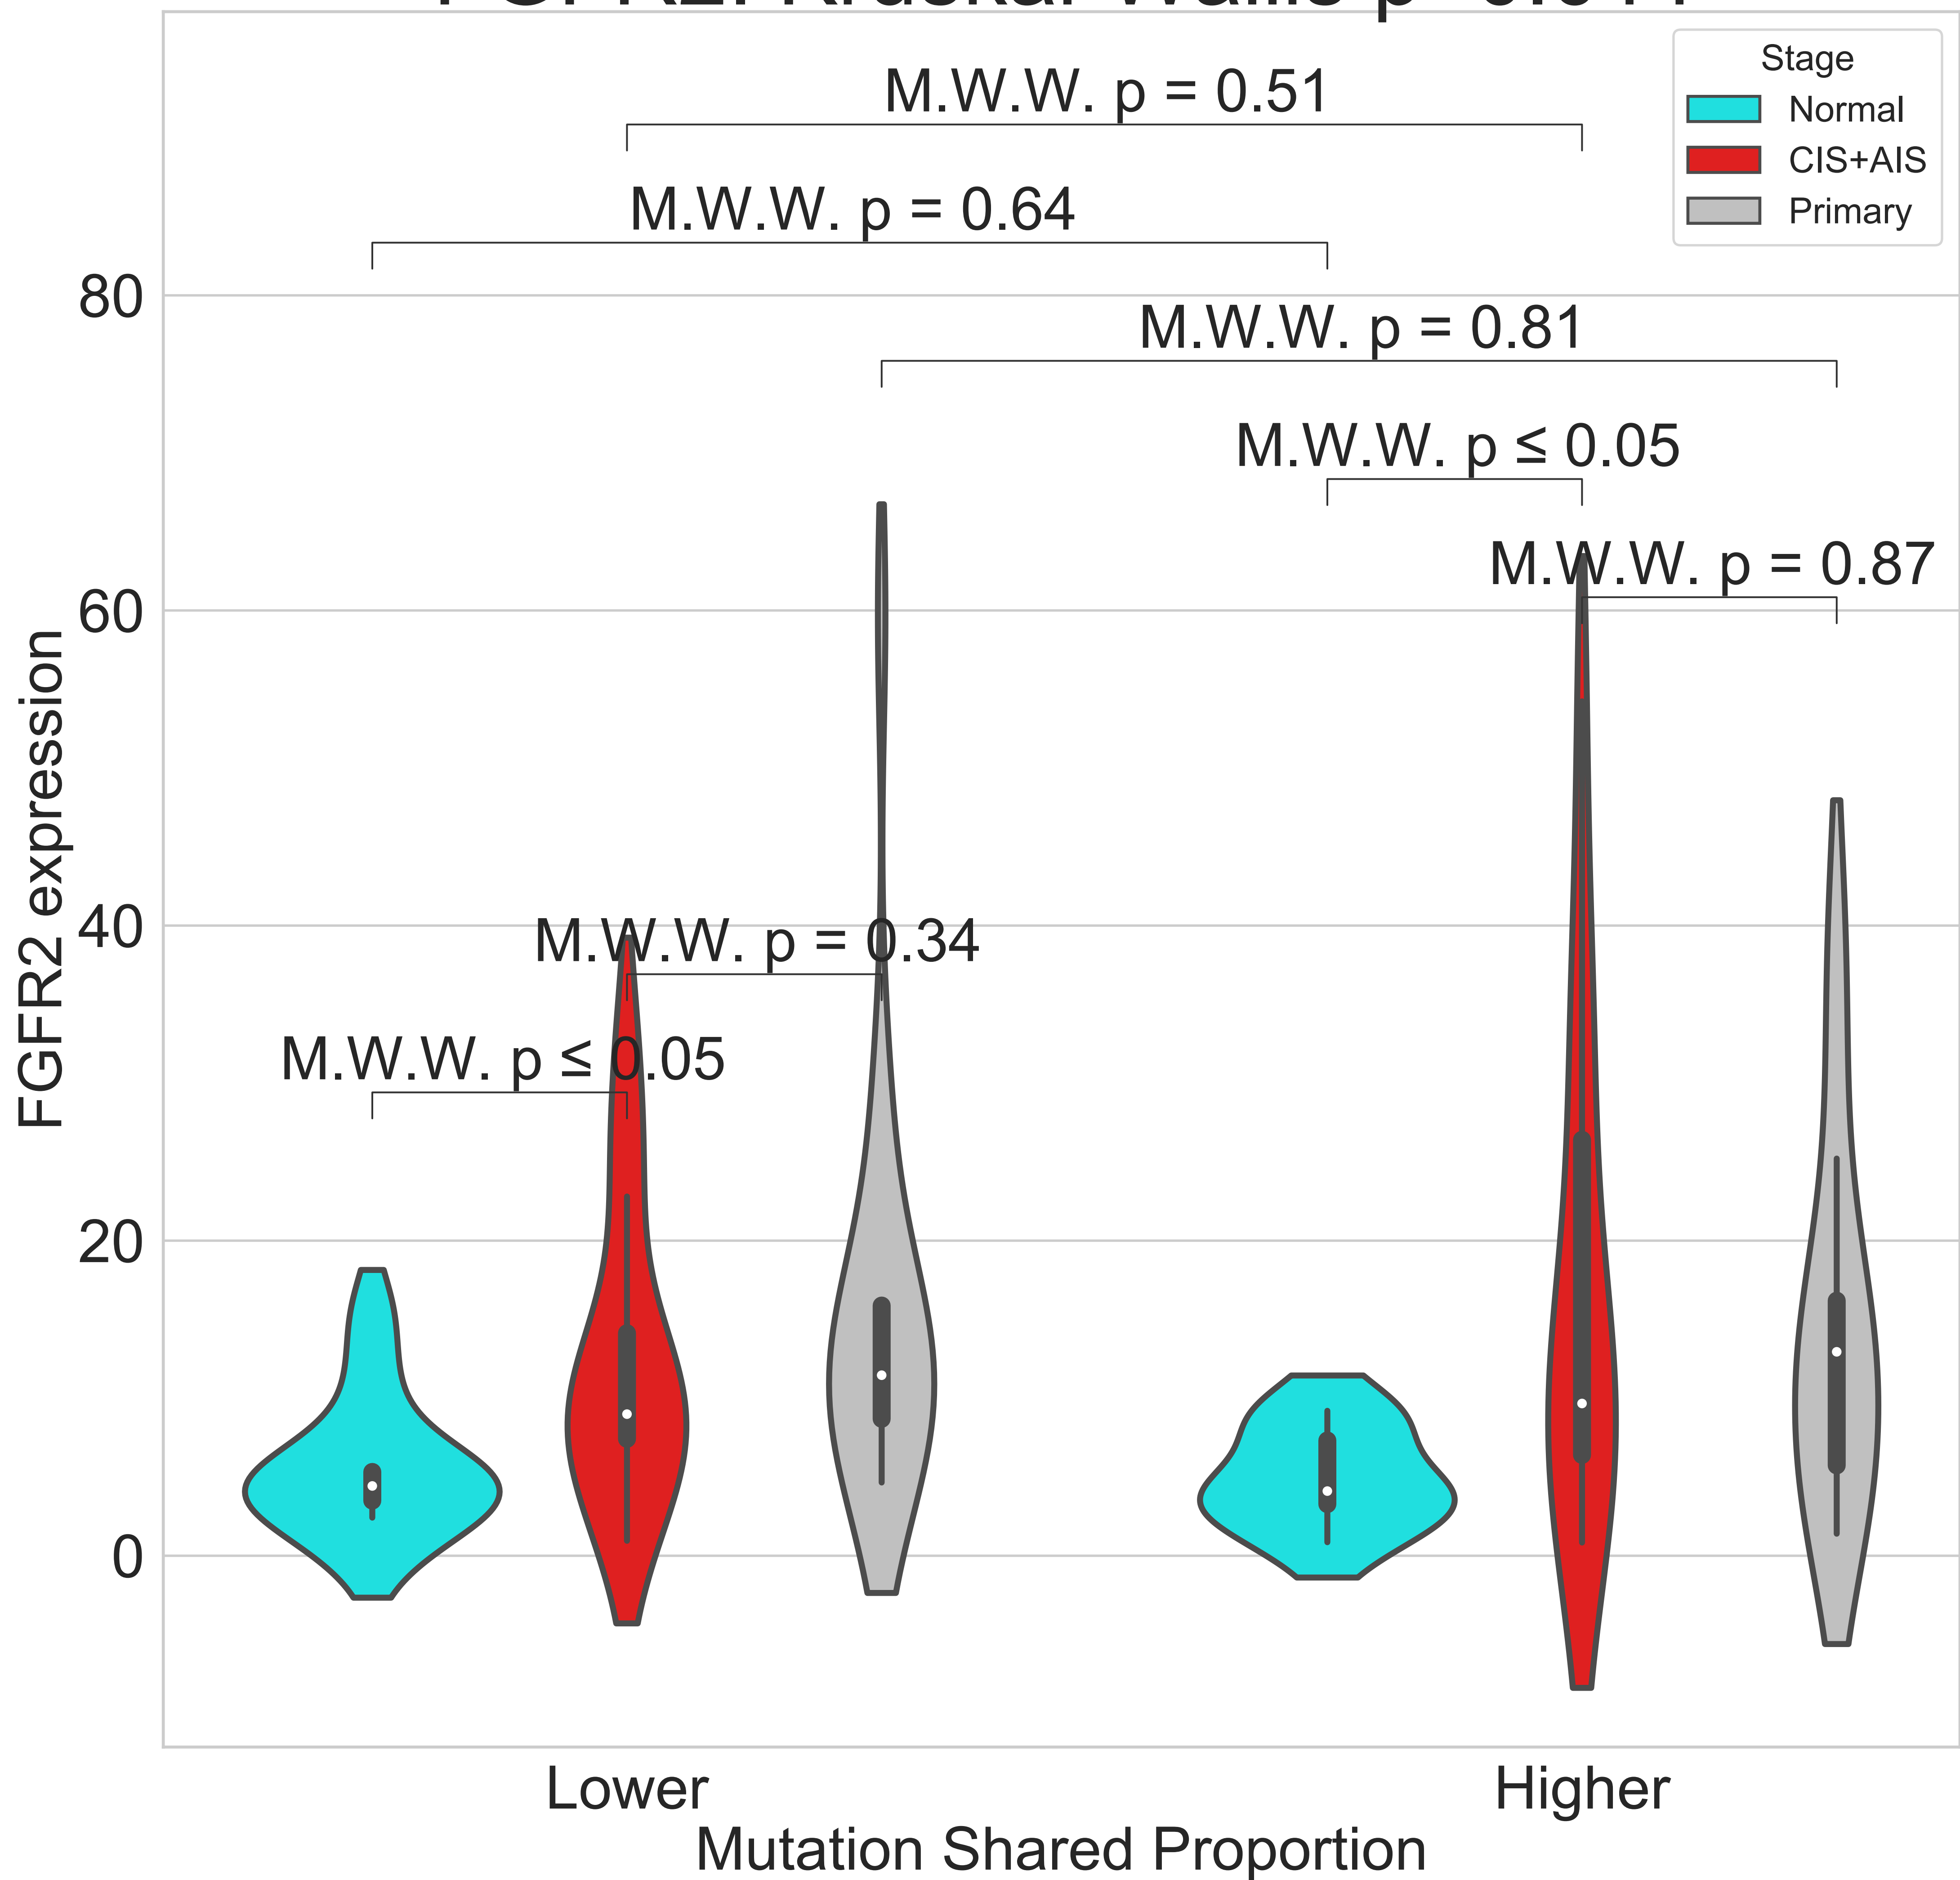 M.W.W. p = 0.51
Stage
Normal
CIS+AIS
Primary
M.W.W. p = 0.64
80
M.W.W. p = 0.81
M.W.W. p ≤ 0.05
M.W.W. p = 0.87
60
FGFR2 expression
40
M.W.W. p = 0.34
M.W.W. p ≤ 0.05
20
0
Lower
Higher
Mutation Shared Proportion